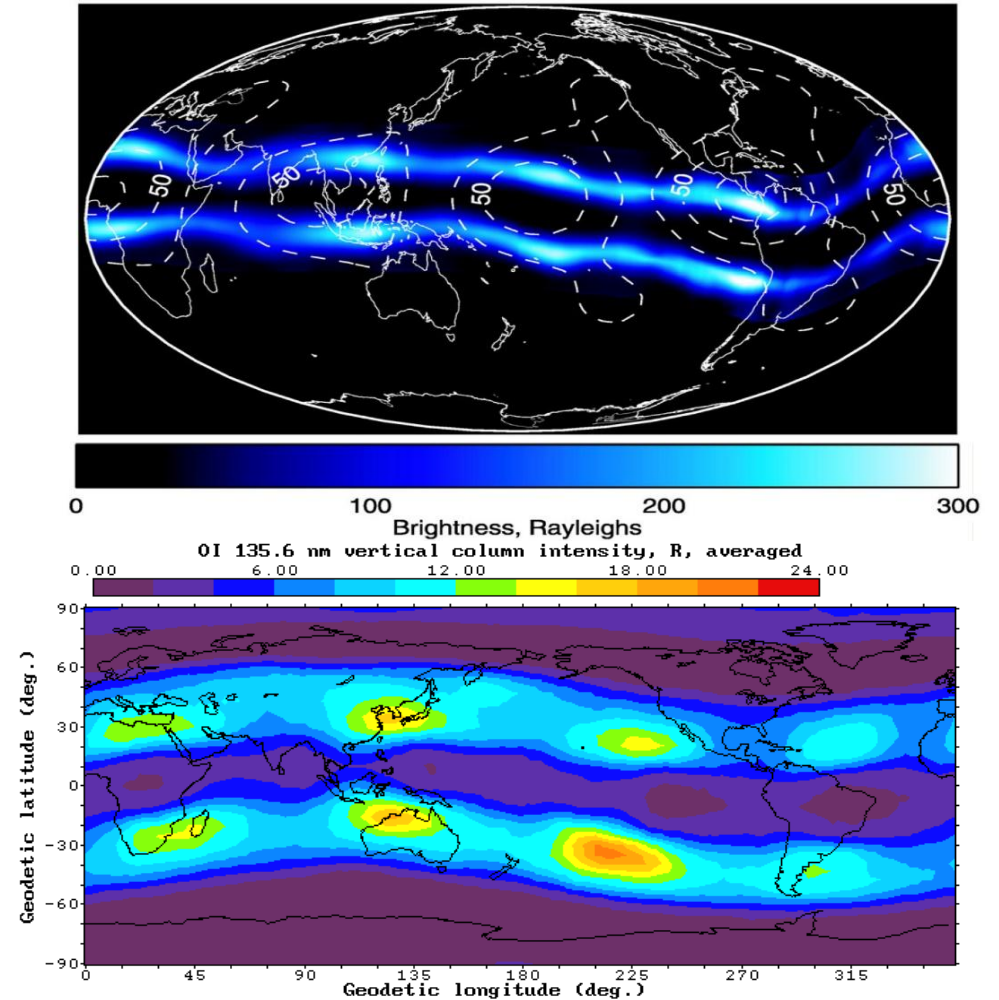 50 50 50 50 50
0 100 200 300
Brightness, Rayleighs
OI 135.6 nm vertical column intensity, R, averaged
0.00 6.00 12.00 18.00 24.00
90
60
30
0
-30
-60
-90
Geodetic latitude (deg.)
0 45 90 135 180 225 270 315
Geodetic longitude (deg.)